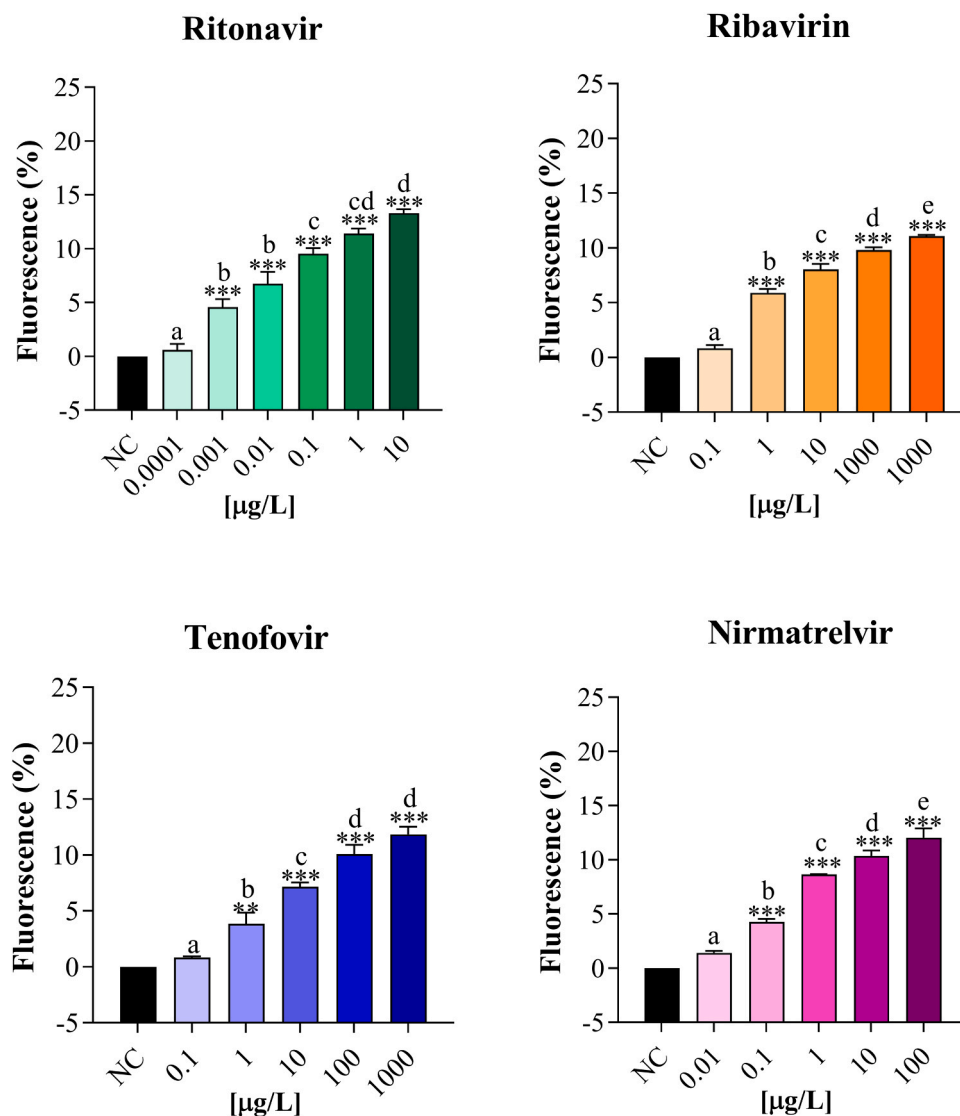 Ritonavir
Fluorescence (%)
25
20
15
10
5
0
-5
a
b
***
b
***
c
***
cd
***
d
***
NC
0.0001
0.001
0.01
0.1
1
10
[μg/L]
Ribavirin
Fluorescence (%)
25
20
15
10
5
0
-5
a
b
***
c
***
d
***
e
***
NC
0.1
1
10
1000
1000
[μg/L]
Tenofovir
Fluorescence (%)
25
20
15
10
5
0
-5
a
b
**
c
***
d
***
d
***
NC
0.1
1
10
100
1000
[μg/L]
Nirmatrelvir
Fluorescence (%)
25
20
15
10
5
0
-5
a
b
***
c
***
d
***
e
***
NC
0.01
0.1
1
10
100
[μg/L]